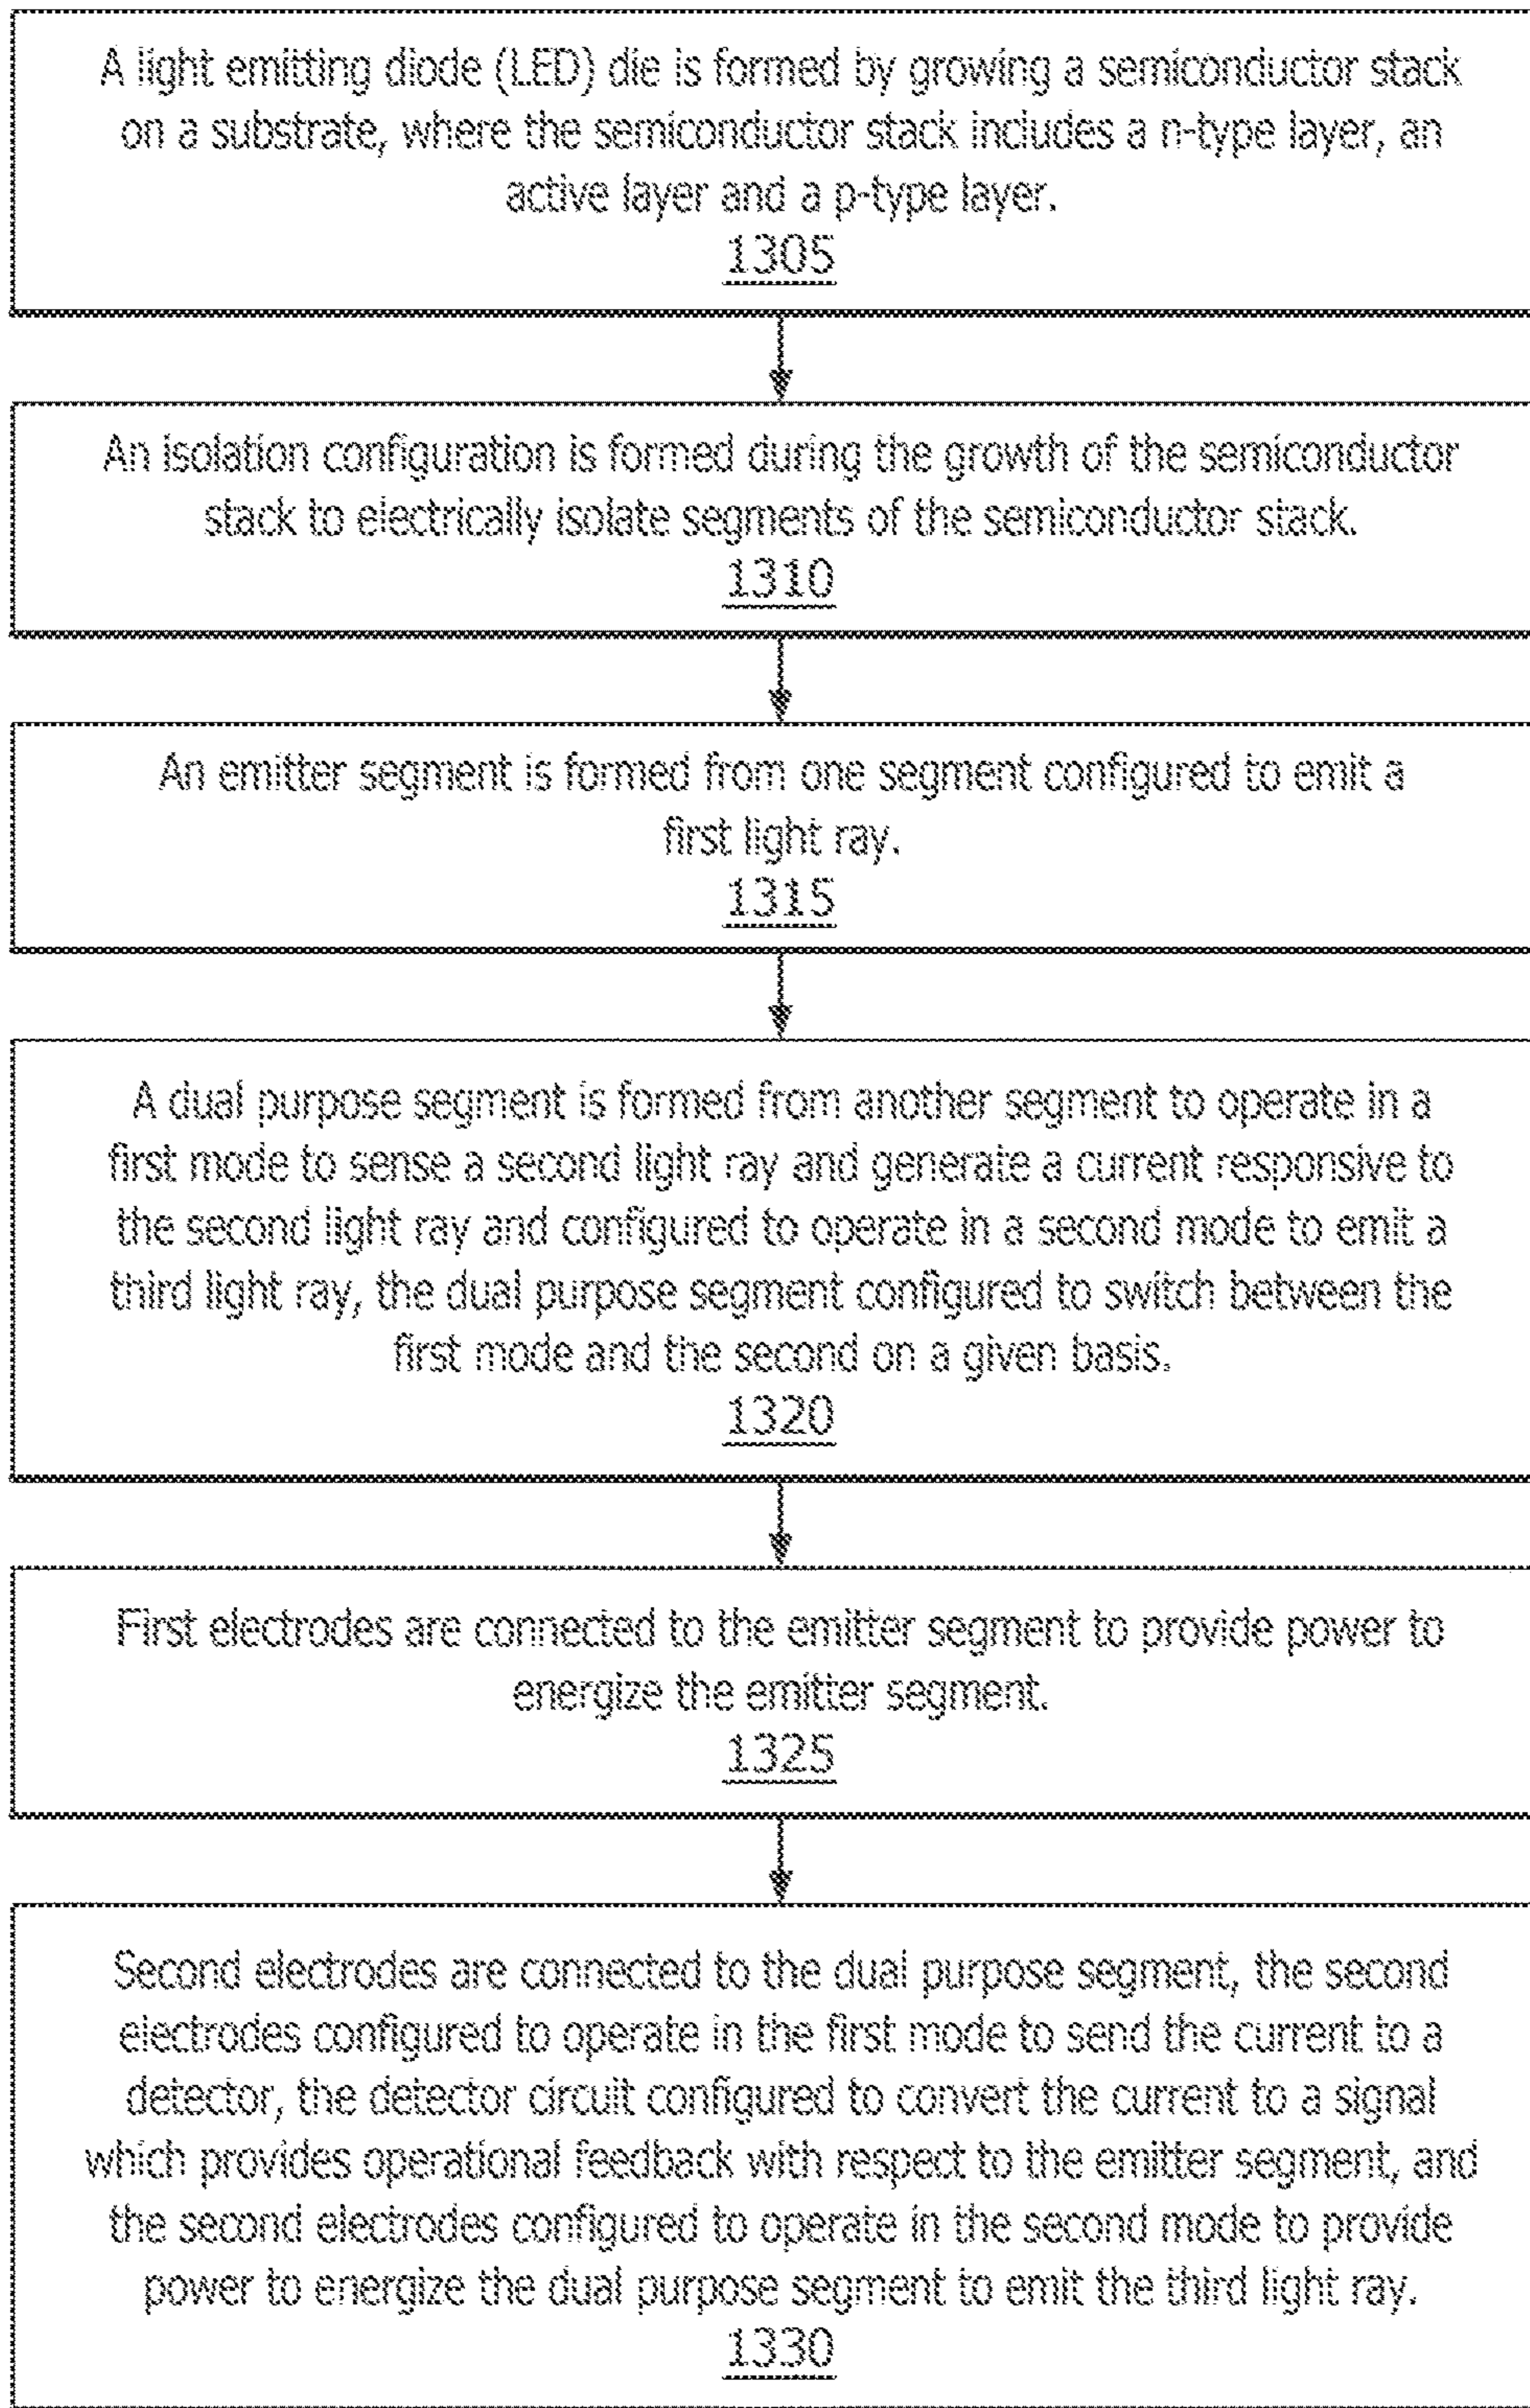 A light emitting diode (LED) die is formed by growing a semiconductor stack
on a substrate, where the semiconductor stack includes a n-type layer, an
active layer and a p-type layer.
1305
An isolation configuration is formed during the growth of the semiconductor
stack to electrically isolate segments of the semiconductor stack.
1310
An emitter segment is formed from one segment configured to emit a
first light ray.
1315
A dual purpose segment is formed from another segment to operate in a
first mode to sense a second light ray and generate a current responsive to
the second light ray and configured to operate in a second mode to emit a
third light ray, the dual purpose segment configured to switch between the
first mode and the second on a given basis.
1320
First electrodes are connected to the emitter segment to provide power to
energize the emitter segment.
1325
Second electrodes are connected to the dual purpose segment, the second
electrodes configured to operate in the first mode to send the current to a
detector, the detector circuit configured to convert the current to a signal
which provides operational feedback with respect to the emitter segment, and
the second electrodes configured to operate in the second mode to provide
power to energize the dual purpose segment to emit the third light ray.
1330